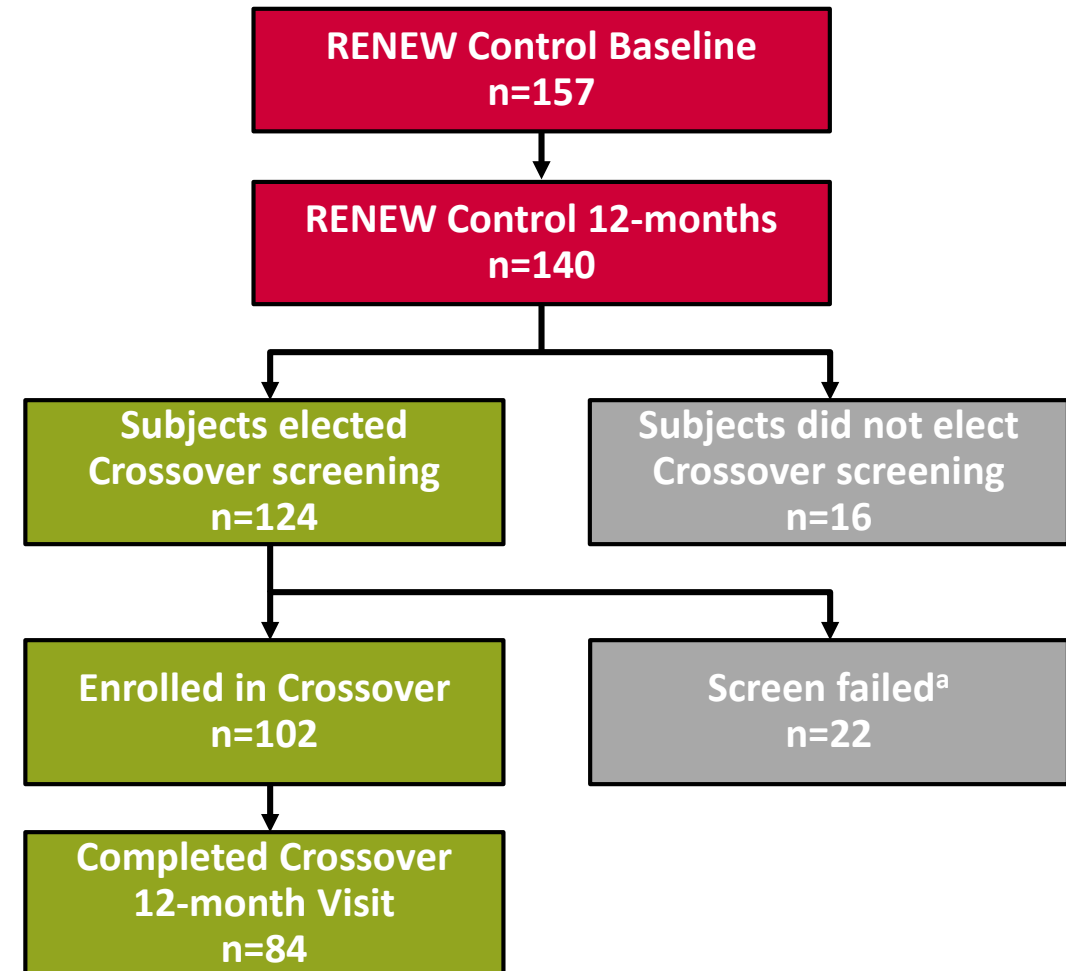 RENEW Control Baseline
n=157
RENEW Control 12-months
n=140
Subjects elected
Crossover screening
n=124
Subjects did not elect
Crossover screening
n=16
Enrolled in Crossover
n=102
Screen failedᵃ
n=22
Completed Crossover
12-month Visit
n=84